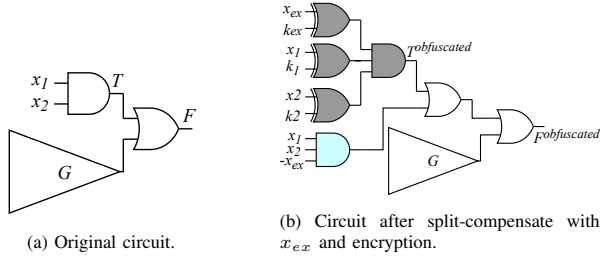 x1
x2
T
F
G
(a) Original circuit.
xex
kex
x1
k1
x2
k2
Tobfuscated
x1
x2
-xex
G
Fobfuscated
(b) Circuit after split-compensate with
xex and encryption.